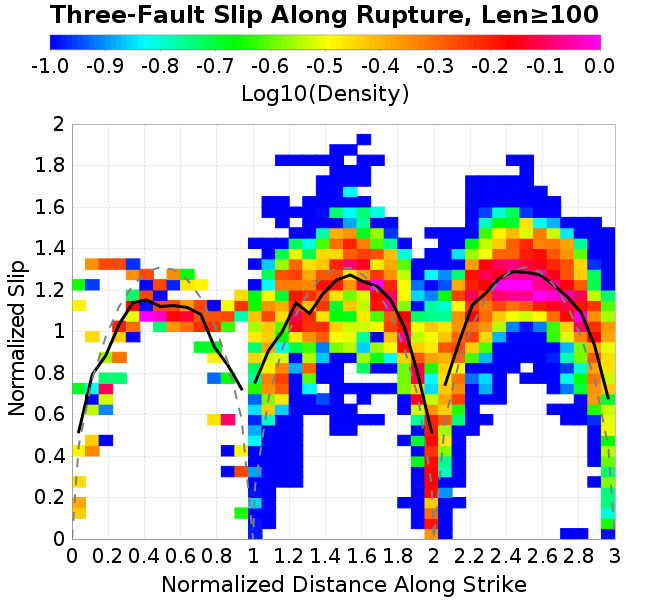 Three-Fault Slip Along Rupture, Len≥100
-1.0 -0.9 -0.8 -0.7 -0.6 -0.5 -0.4 -0.3 -0.2 -0.1 0.0
Log10(Density)
2
1.8
1.6
1.4
1.2
1
0.8
0.6
0.4
0.2
0
Normalized Slip
0 0.2 0.4 0.6 0.8 1 1.2 1.4 1.6 1.8 2 2.2 2.4 2.6 2.8 3
Normalized Distance Along Strike